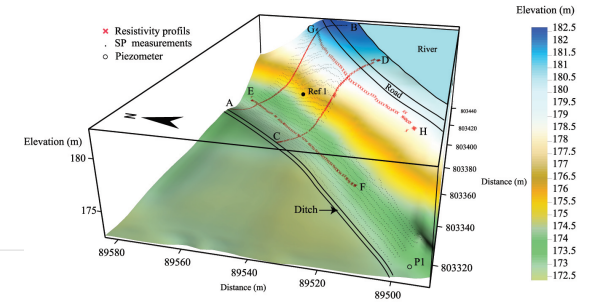 Elevation (m)
× Resistivity profils
. SP measurements
○ Piezometer
G
B
River
D
E
Ref 1
Road
A
C
H
F
N
Elevation (m)
180
175
Ditch
P1
803440
803420
803400
803380
803360
803340
803320
Distance (m)
89580
89560
89540
89520
89500
Distance (m)
182.5
182
181.5
181
180.5
180
179.5
179
178.5
178
177.5
177
176.5
176
175.5
175
174.5
174
173.5
173
172.5